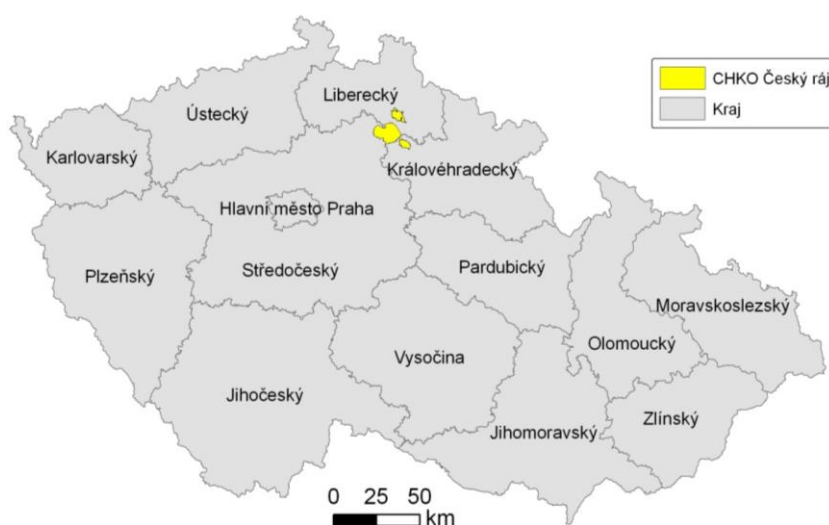 CHKO Český ráj
Kraj
Liberecký
Ústecký
Karlovarský
Královéhradecký
Hlavní město Praha
Středočeský
Plzeňský
Pardubický
Moravskoslezský
Olomoucký
Vysočina
Jihočeský
Zlínský
Jihomoravský
0 25 50
km